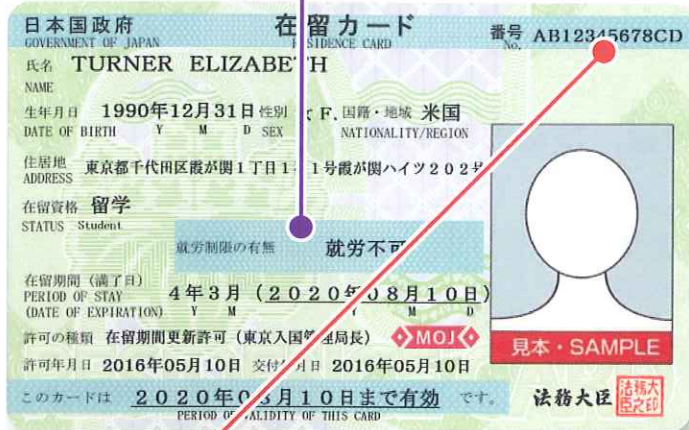 日本国政府 在留カード 番号 AB12345678CD
GOVERNMENT OF JAPAN RESIDENCE CARD No.
氏名 TURNER ELIZABETH
NAME
生年月日 1990年12月31日 性別 女 F. 国籍・地域 米国
DATE OF BIRTH Y M D SEX NATIONALITY/REGION
住居地 東京都千代田区霞が関1丁目1 1号霞が関ハイツ202号
ADDRESS
在留資格 留学
STATUS Student
就労制限の有無 就労不可
在留期間(満了日)
PERIOD OF STAY 4年3月(2020年08月10日)
(DATE OF EXPIRATION) Y M Y M D
許可の種類 在留期間更新許可(東京入国管理局長) MOJ
見本・SAMPLE
許可年月日 2016年05月10日 交付年月日 2016年05月10日
このカードは 2020年08月10日まで有効 です。 法務大臣 法務大臣之印
PERIOD OF VALIDITY OF THIS CARD